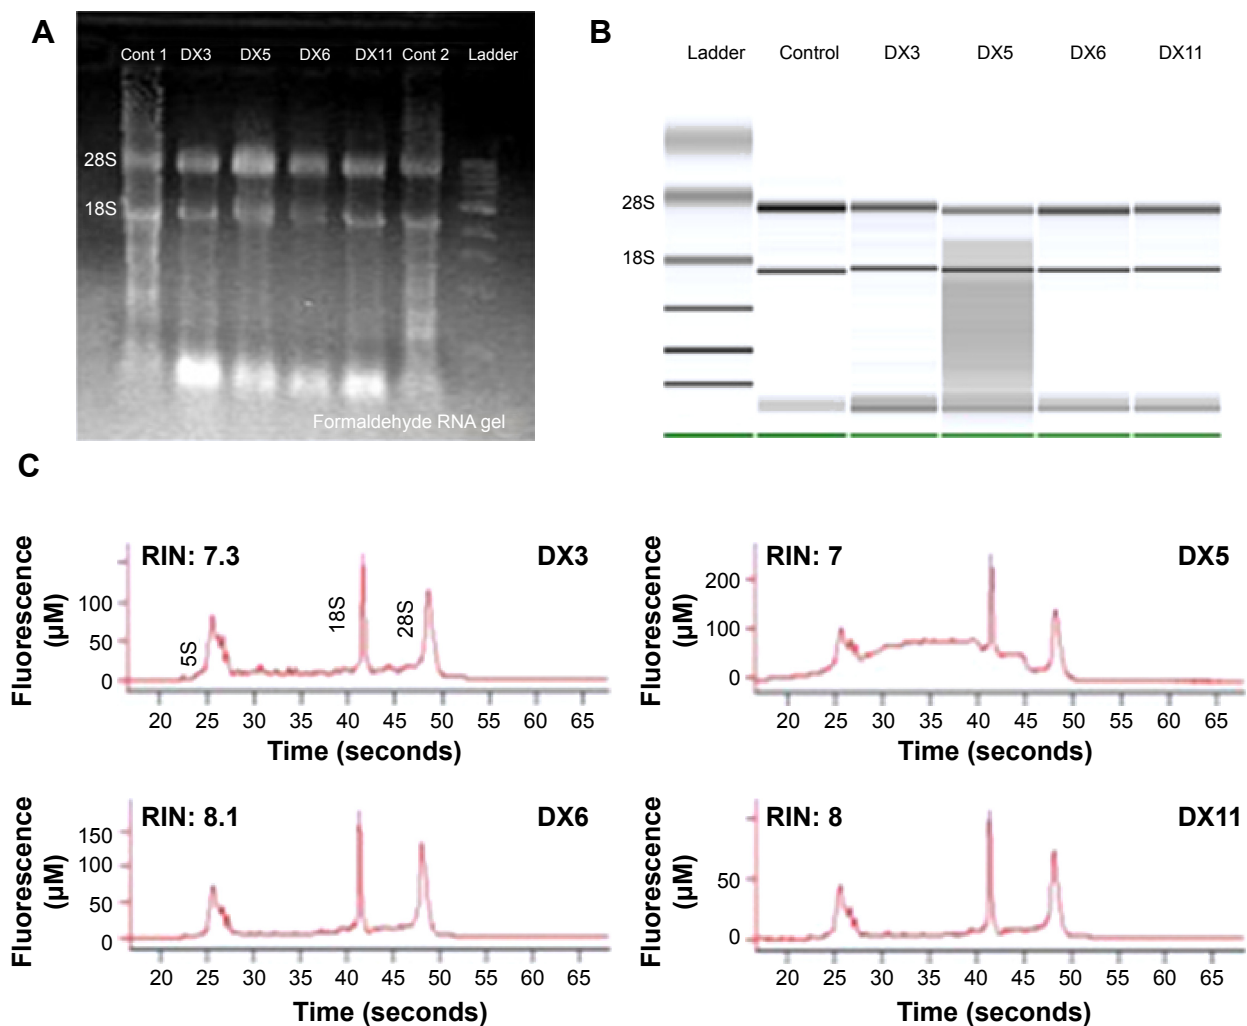 A
Cont 1 DX3 DX5 DX6 DX11 Cont 2 Ladder
28S
18S
Formaldehyde RNA gel
B
Ladder Control DX3 DX5 DX6 DX11
28S
18S
C
RIN: 7.3
DX3
Fluorescence
(µM)
100
50
0
5S
18S
28S
20 25 30 35 40 45 50 55 60 65
Time (seconds)
RIN: 7
DX5
Fluorescence
(µM)
200
100
0
20 25 30 35 40 45 50 55 60 65
Time (seconds)
RIN: 8.1
DX6
Fluorescence
(µM)
150
100
50
0
20 25 30 35 40 45 50 55 60 65
Time (seconds)
RIN: 8
DX11
Fluorescence
(µM)
50
0
20 25 30 35 40 45 50 55 60 65
Time (seconds)